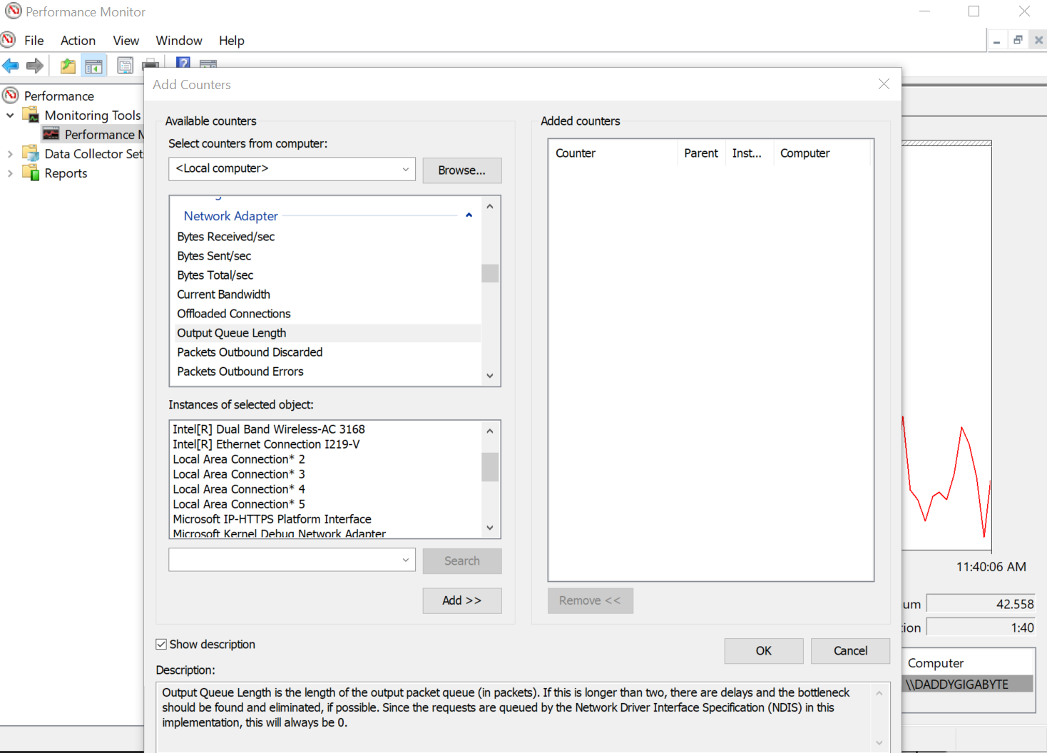 Performance Monitor
File Action View Window Help
Performance
Monitoring Tools
Performance M
Data Collector Set
Reports
Add Counters
Available counters
Select counters from computer:
<Local computer>
Browse...
Network Adapter
Bytes Received/sec
Bytes Sent/sec
Bytes Total/sec
Current Bandwidth
Offloaded Connections
Output Queue Length
Packets Outbound Discarded
Packets Outbound Errors
Instances of selected object:
Intel[R] Dual Band Wireless-AC 3168
Intel[R] Ethernet Connection I219-V
Local Area Connection* 2
Local Area Connection* 3
Local Area Connection* 4
Local Area Connection* 5
Microsoft IP-HTTPS Platform Interface
Microsoft Kernel Debug Network Adapter
Search
Add >>
Added counters
Counter Parent Inst... Computer
Remove <<
Show description
OK Cancel
Description:
Output Queue Length is the length of the output packet queue (in packets). If this is longer than two, there are delays and the bottleneck
should be found and eliminated, if possible. Since the requests are queued by the Network Driver Interface Specification (NDIS) in this
implementation, this will always be 0.
11:40:06 AM
um 42.558
tion 1:40
Computer
\\DADDYGIGABYTE